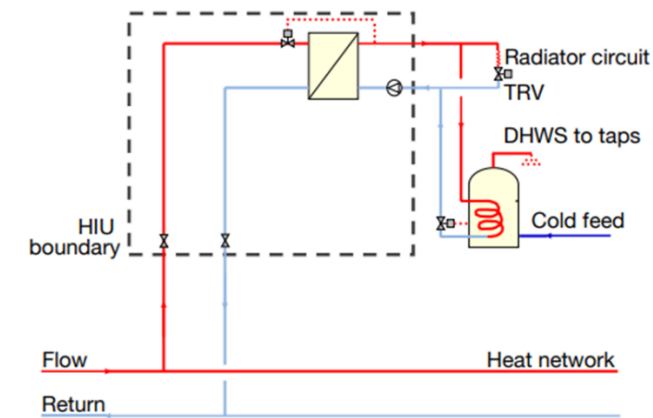 Radiator circuit
TRV
DHWS to taps
HIU
boundary
Cold feed
Flow
Heat network
Return